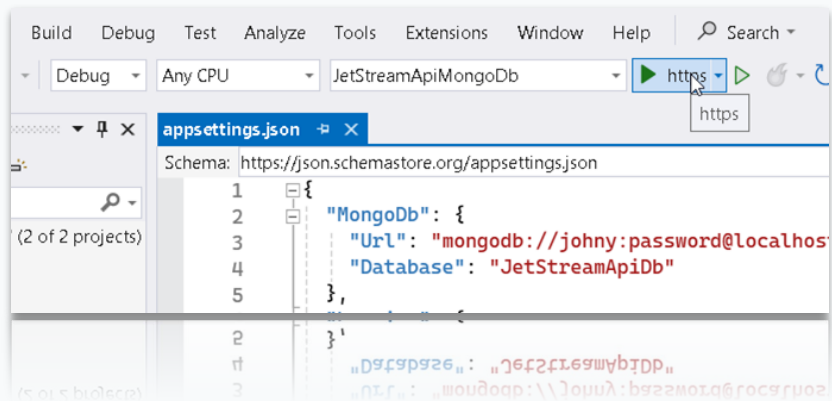 Build Debug Test Analyze Tools Extensions Window Help Search
Debug Any CPU JetStreamApiMongoDb https
https
appsettings.json
Schema: https://json.schemastore.org/appsettings.json
(2 of 2 projects)
1 {
2 "MongoDb": {
3 "Url": "mongodb://johny:password@localhos
4 "Database": "JetStreamApiDb"
5 },